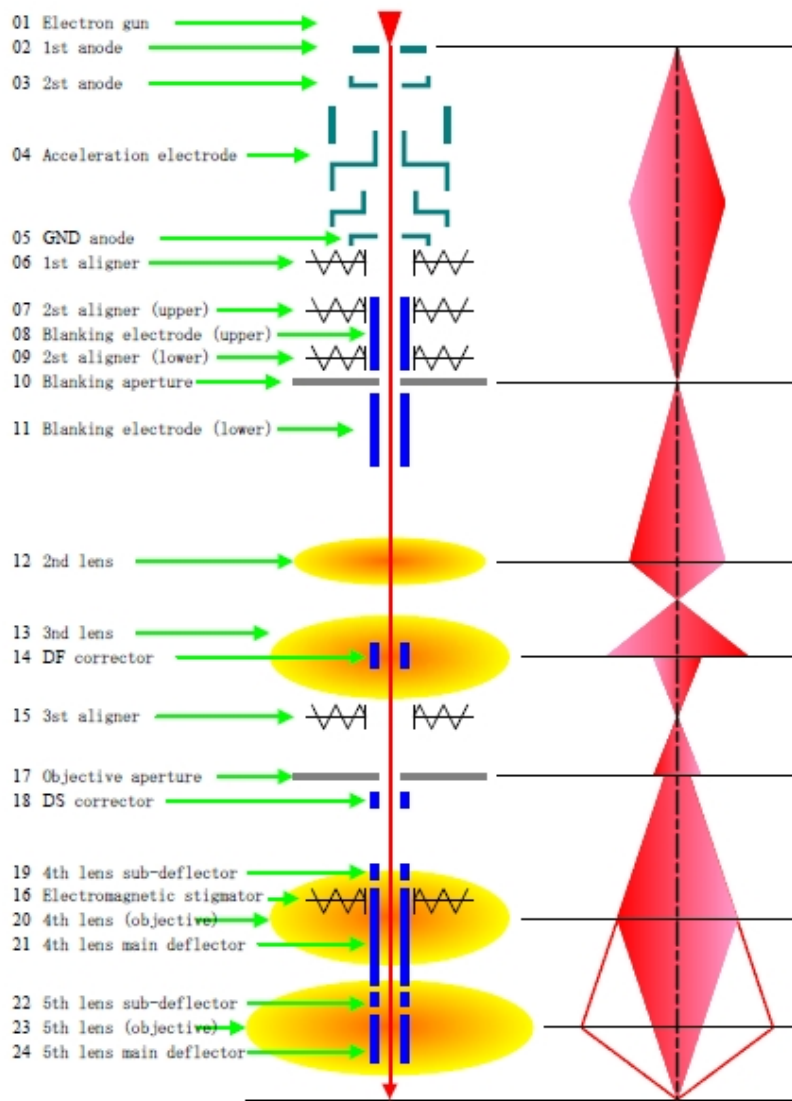 01 Electron gun
02 1st anode
03 2st anode
04 Acceleration electrode
05 GND anode
06 1st aligner
07 2st aligner (upper)
08 Blanking electrode (upper)
09 2st aligner (lower)
10 Blanking aperture
11 Blanking electrode (lower)
12 2nd lens
13 3nd lens
14 DF corrector
15 3st aligner
17 Objective aperture
18 DS corrector
19 4th lens sub-deflector
16 Electromagnetic stigmator
20 4th lens (objective)
21 4th lens main deflector
22 5th lens sub-deflector
23 5th lens (objective)
24 5th lens main deflector